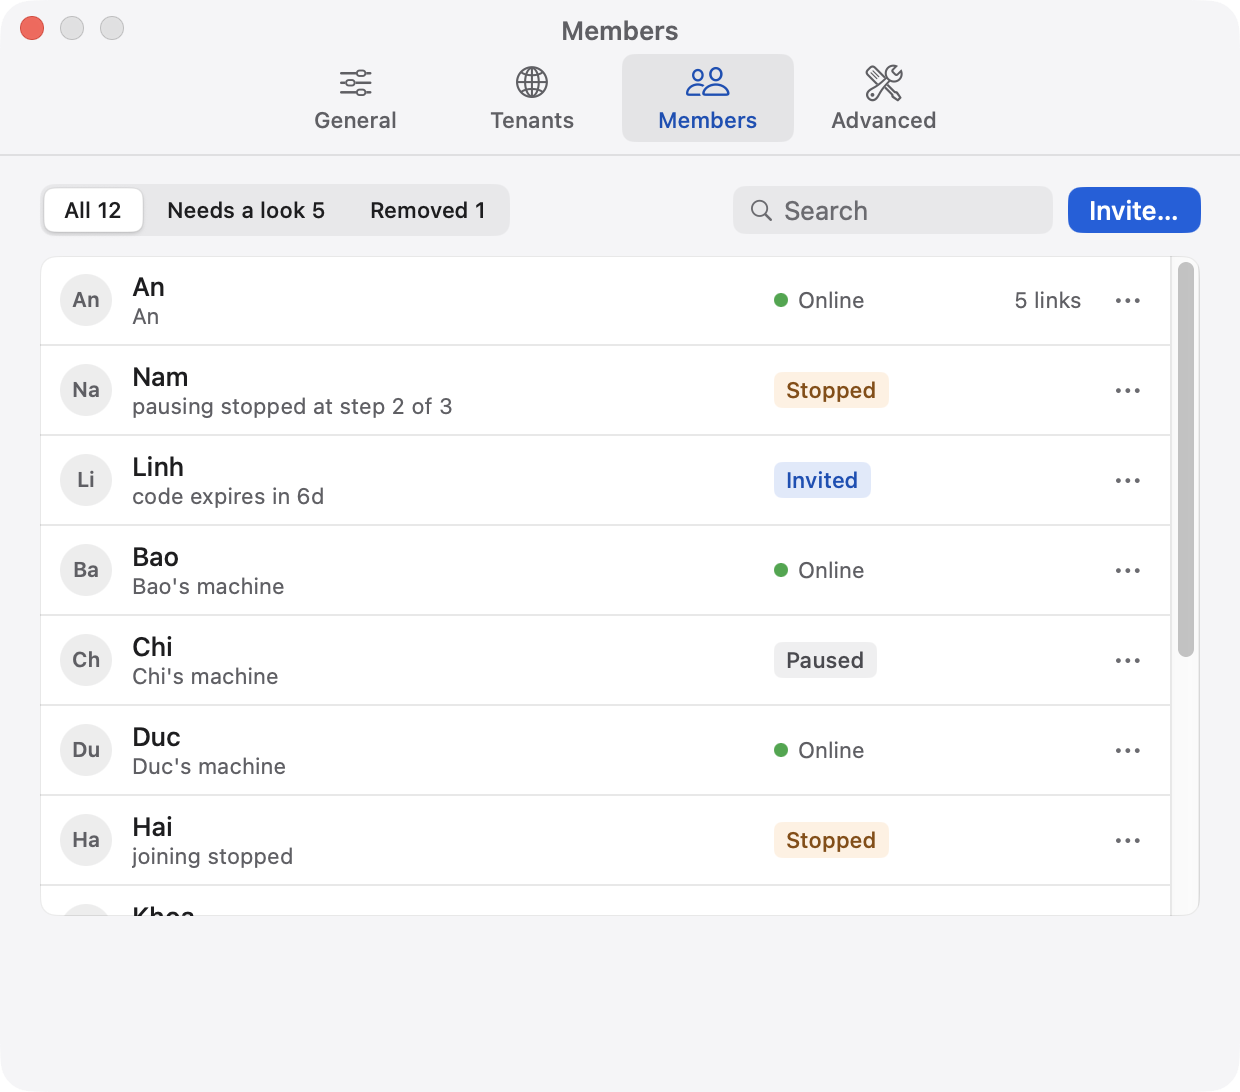 Members
General
Tenants
Members
Advanced
All 12
Needs a look 5
Removed 1
Search
Invite...
An
An
An
Online
5 links
Na
Nam
pausing stopped at step 2 of 3
Stopped
Li
Linh
code expires in 6d
Invited
Ba
Bao
Bao's machine
Online
Ch
Chi
Chi's machine
Paused
Du
Duc
Duc's machine
Online
Ha
Hai
joining stopped
Stopped